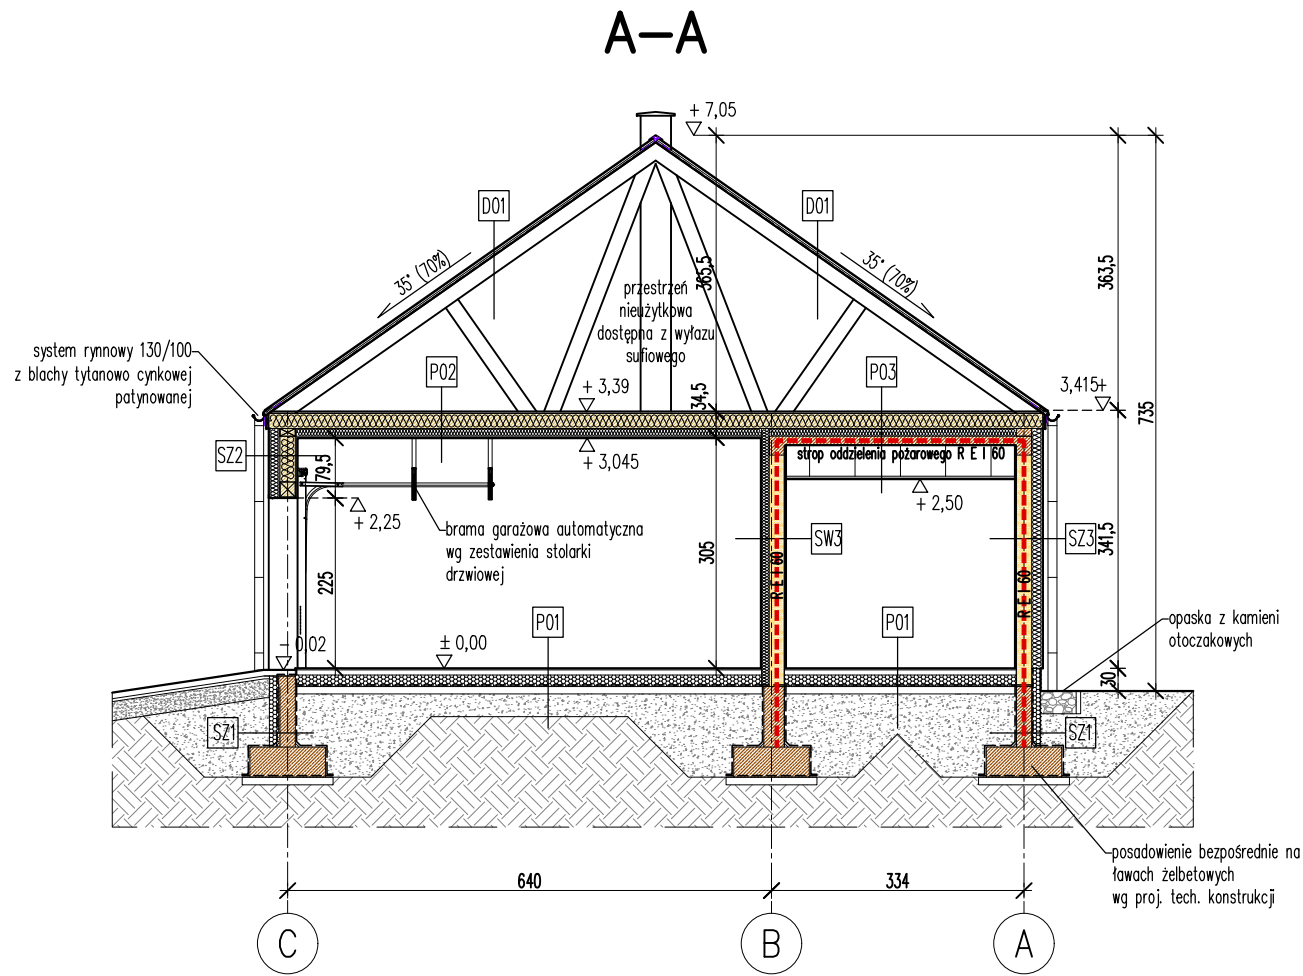 A–A
+ 7,05
D01
D01
35° (70%)
35° (70%)
365,5
363,5
735
przestrzeń
nieużytkowa
dostępna z wyłazu
sufiowego
system rynnowy 130/100
z blachy tytanowo cynkowej
patynowanej
P02
P03
+ 3,39
34,5
3,415+
SZ2
79,5
+ 3,045
strop oddzielenia pożarowego R E I 60
+ 2,25
+ 2,50
brama garażowa automatyczna
wg zestawienia stolarki
drzwiowej
305
SW3
SZ3
341,5
225
R E I 60
R E I 60
P01
P01
opaska z kamieni
otoczakowych
– 0,02
± 0,00
30
SZ1
SZ1
posadowienie bezpośrednie na
ławach żelbetowych
wg proj. tech. konstrukcji
640
334
C
B
A